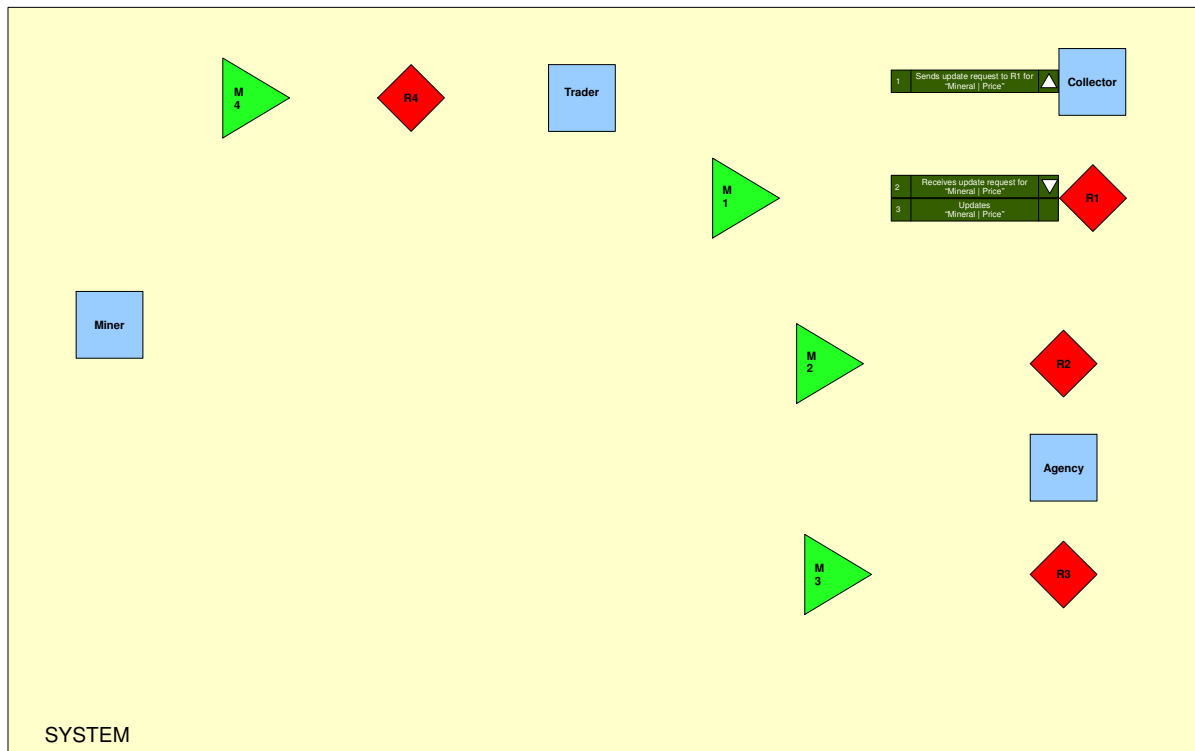 M
4
R4
Trader
1
Sends update request to R1 for
“Mineral | Price”
Collector
M
1
2
Receives update request for
“Mineral | Price”
3
Updates
“Mineral | Price”
R1
Miner
M
2
R2
Agency
M
3
R3
SYSTEM